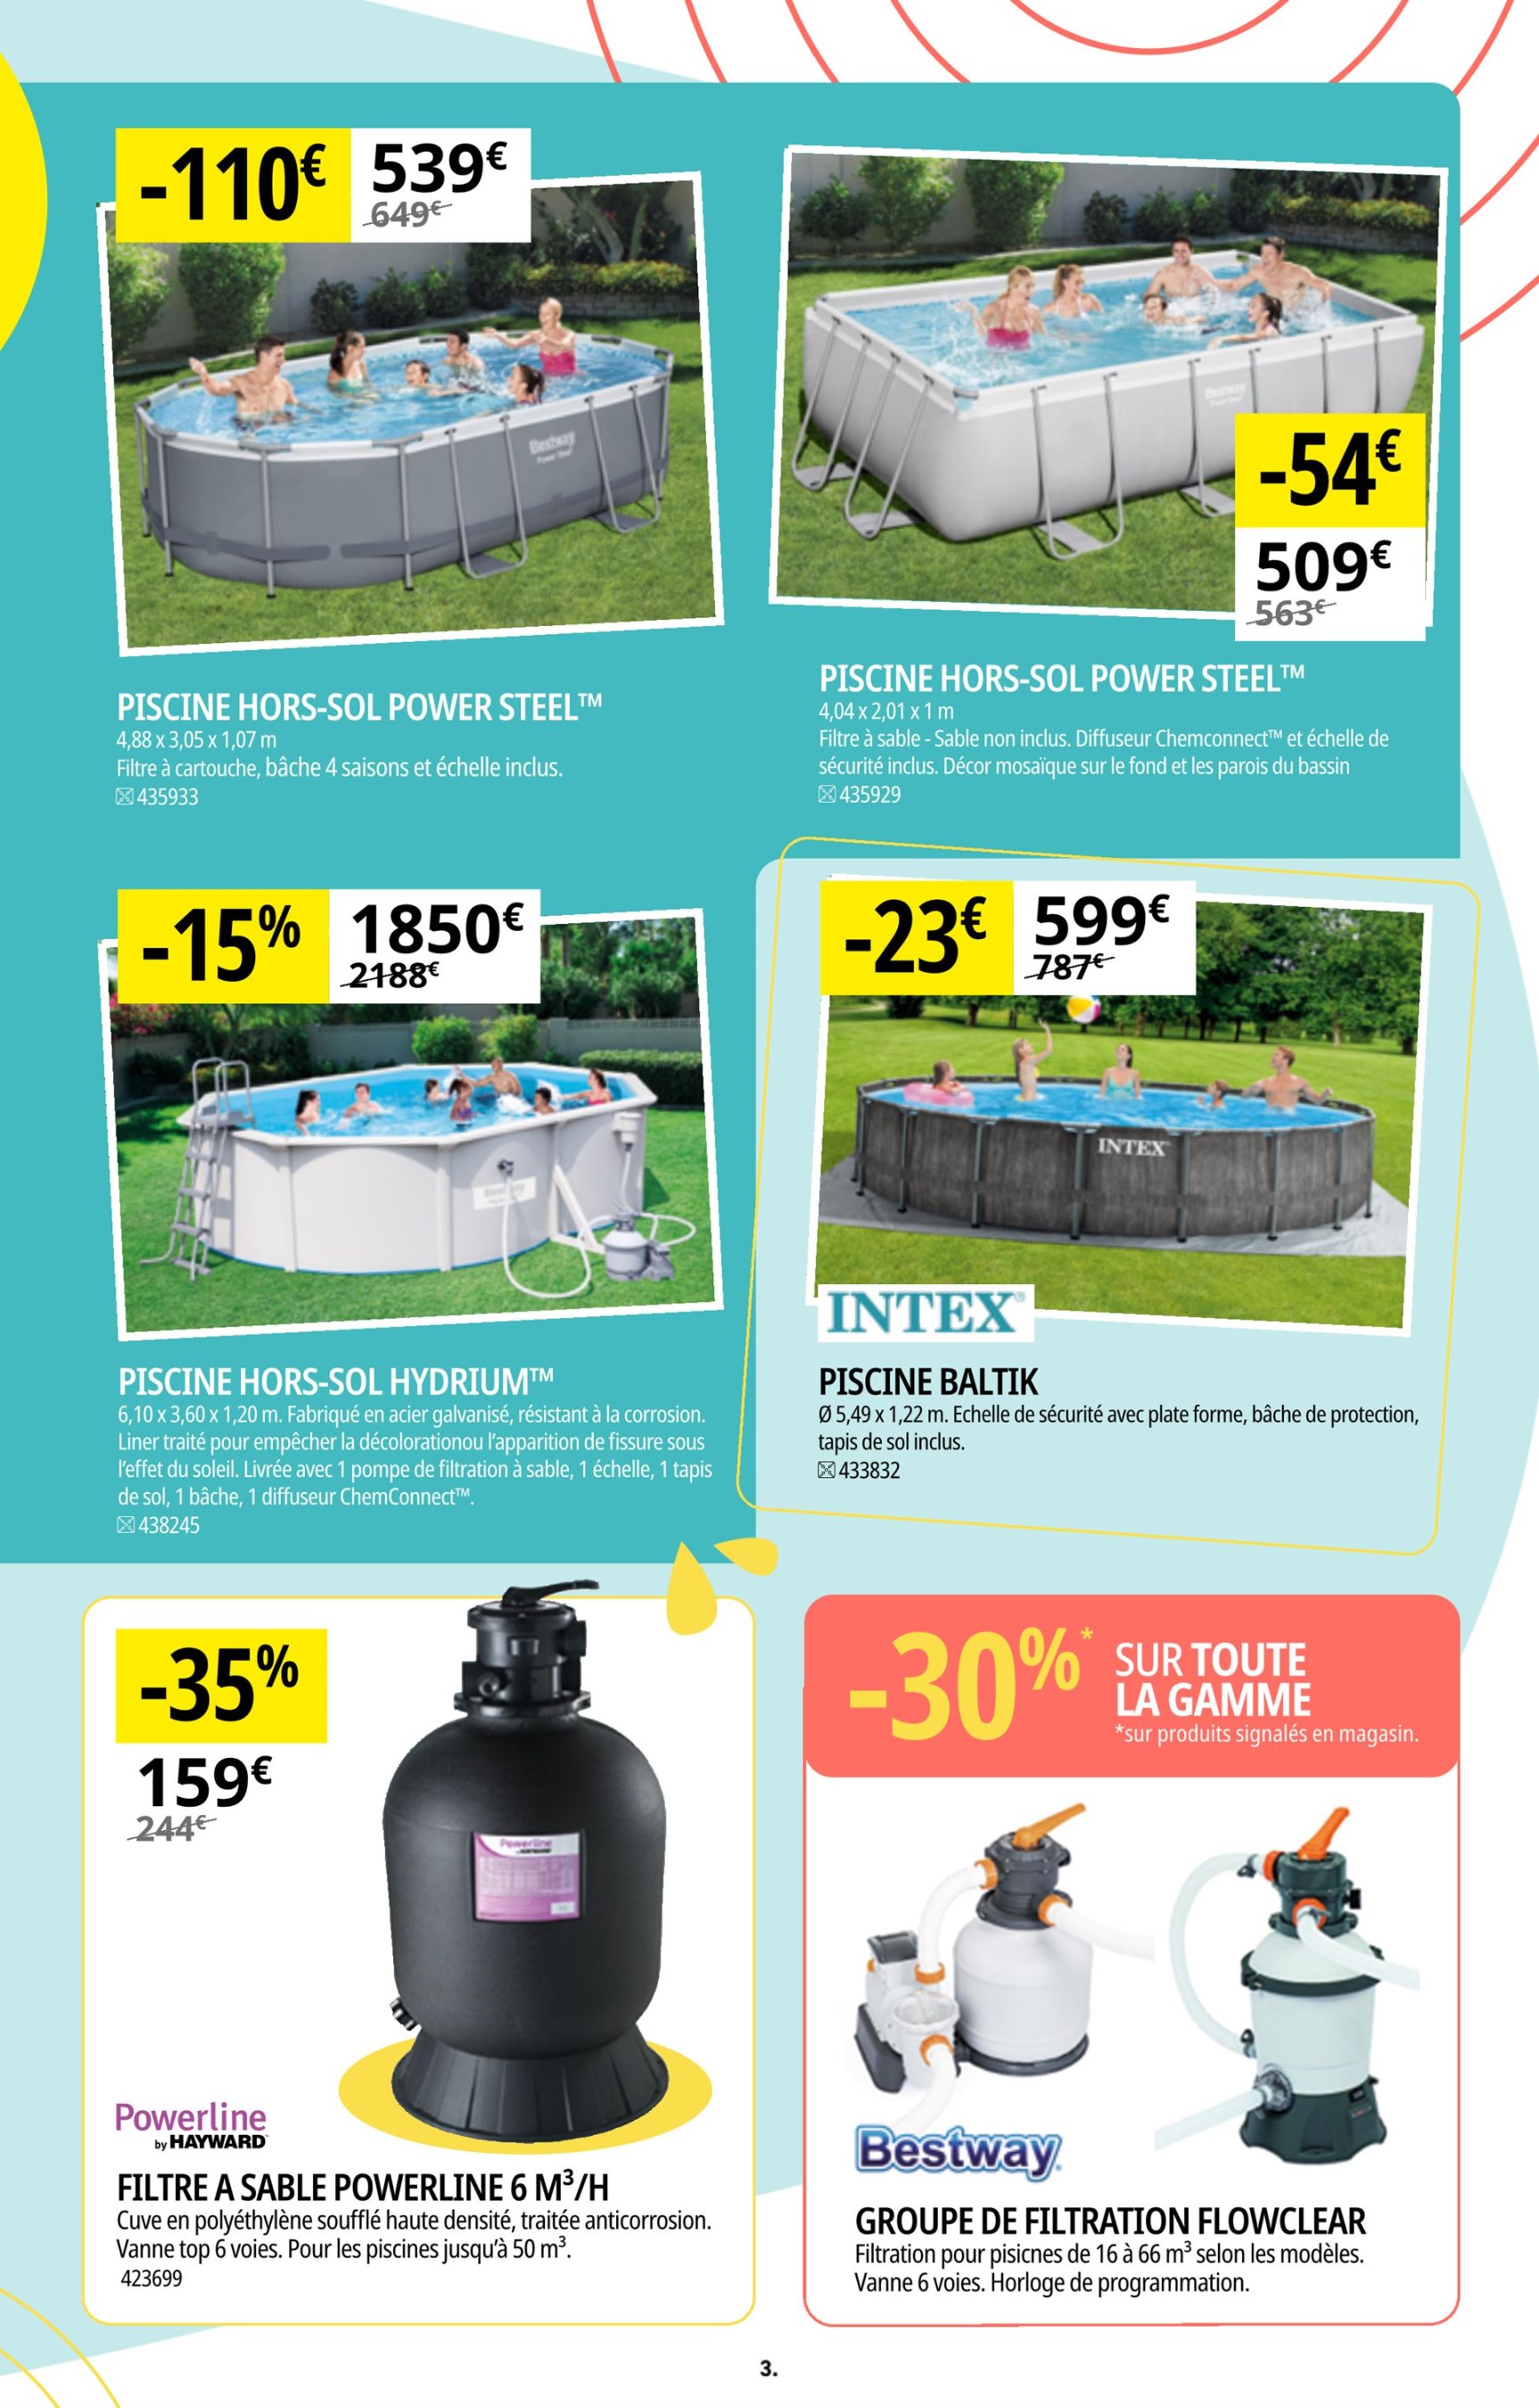 -110€
539€
649€
-54€
509€
563€
PISCINE HORS-SOL POWER STEEL™
4,88 x 3,05 x 1,07 m
Filtre à cartouche, bâche 4 saisons et échelle inclus.
435933
PISCINE HORS-SOL POWER STEEL™
4,04 x 2,01 x 1 m
Filtre à sable - Sable non inclus. Diffuseur Chemconnect™ et échelle de
sécurité inclus. Décor mosaïque sur le fond et les parois du bassin
435929
Bestway
Power Steel
Bestway
Power Steel
-15%
1850€
2188€
-23€
599€
787€
INTEX
INTEX®
PISCINE HORS-SOL HYDRIUM™
6,10 x 3,60 x 1,20 m. Fabriqué en acier galvanisé, résistant à la corrosion.
Liner traité pour empêcher la décolorationou l'apparition de fissure sous
l'effet du soleil. Livrée avec 1 pompe de filtration à sable, 1 échelle, 1 tapis
de sol, 1 bâche, 1 diffuseur ChemConnect™.
438245
PISCINE BALTIK
Ø 5,49 x 1,22 m. Echelle de sécurité avec plate forme, bâche de protection,
tapis de sol inclus.
433832
-35%
159€
244€
Powerline
by HAYWARD
Powerline
by HAYWARD
FILTRE A SABLE POWERLINE 6 M³/H
Cuve en polyéthylène soufflé haute densité, traitée anticorrosion.
Vanne top 6 voies. Pour les piscines jusqu'à 50 m³.
423699
-30%*
SUR TOUTE
LA GAMME
*sur produits signalés en magasin.
Bestway
GROUPE DE FILTRATION FLOWCLEAR
Filtration pour pisicnes de 16 à 66 m³ selon les modèles.
Vanne 6 voies. Horloge de programmation.
3.